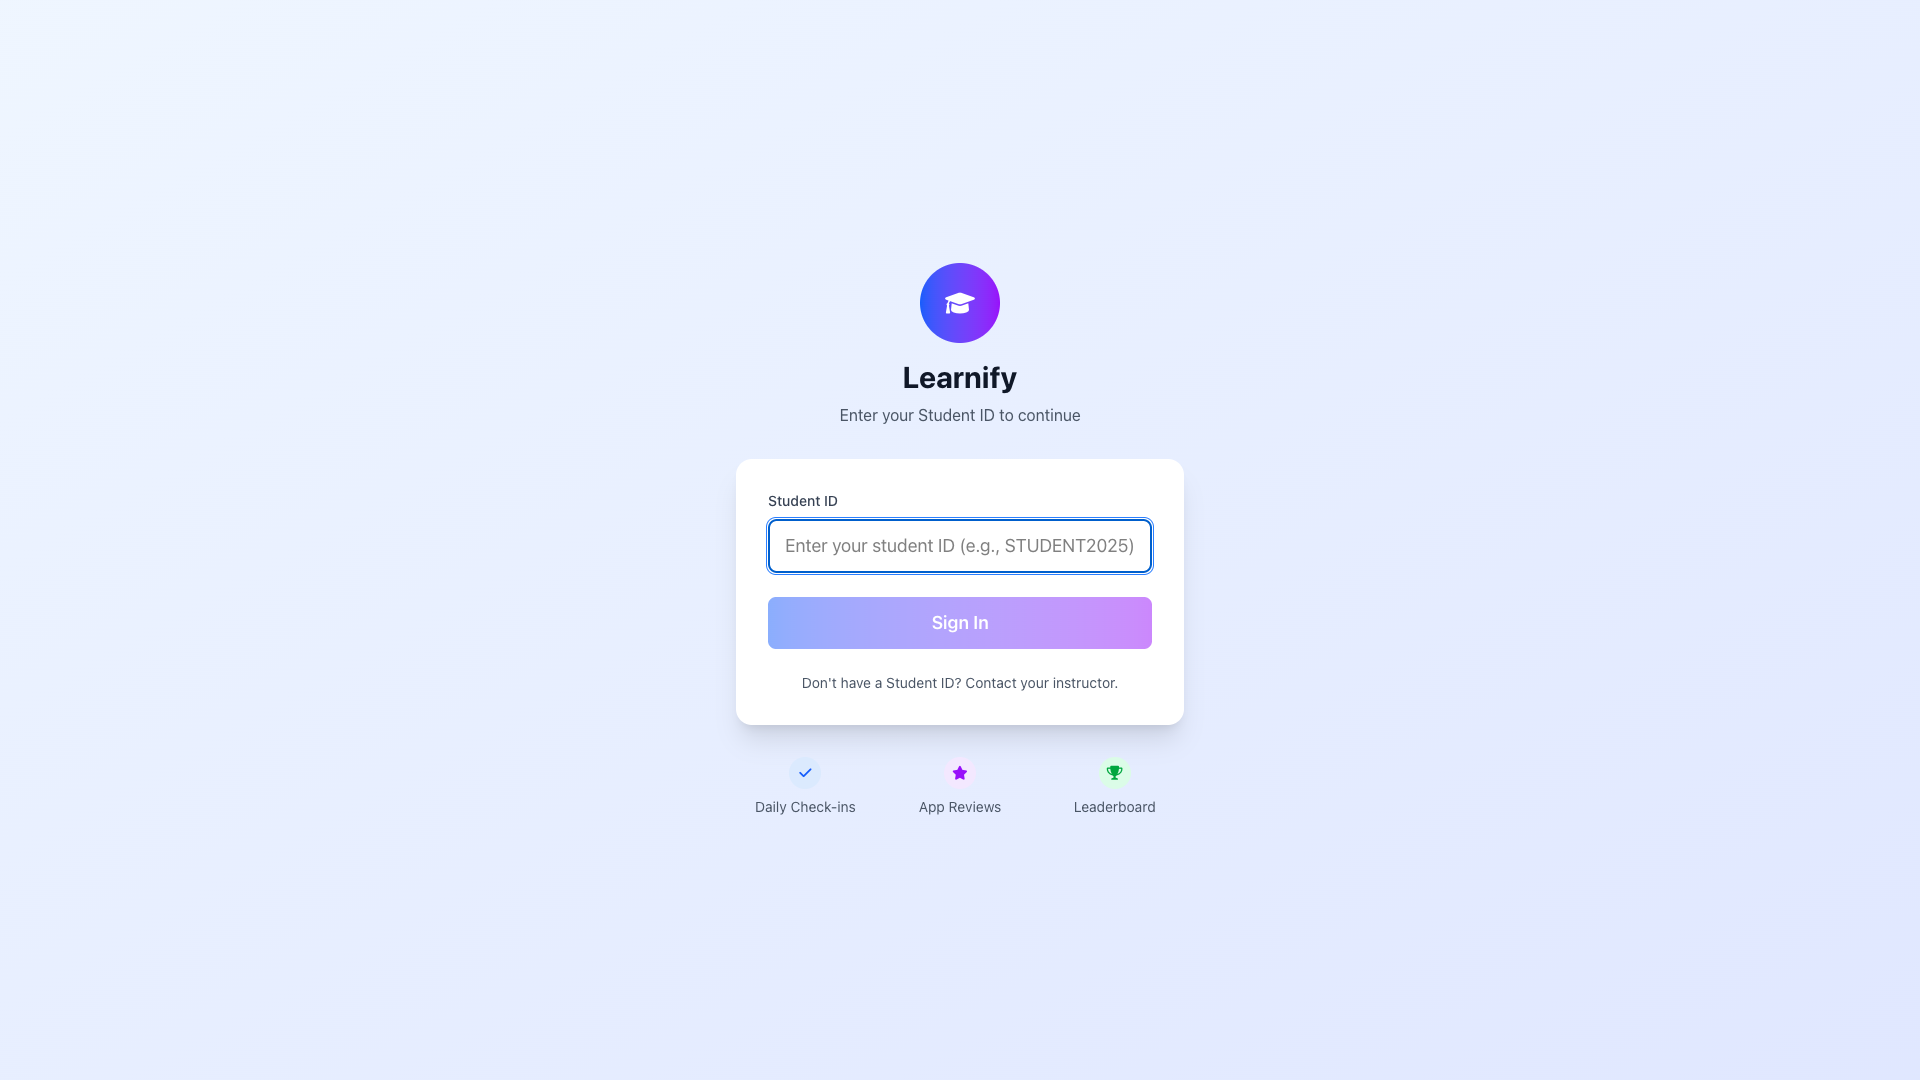 Learnify
Enter your Student ID to continue
Student ID
Enter your student ID (e.g., STUDENT2025)
Sign In
Don't have a Student ID? Contact your instructor.
Daily Check-ins
App Reviews
Leaderboard